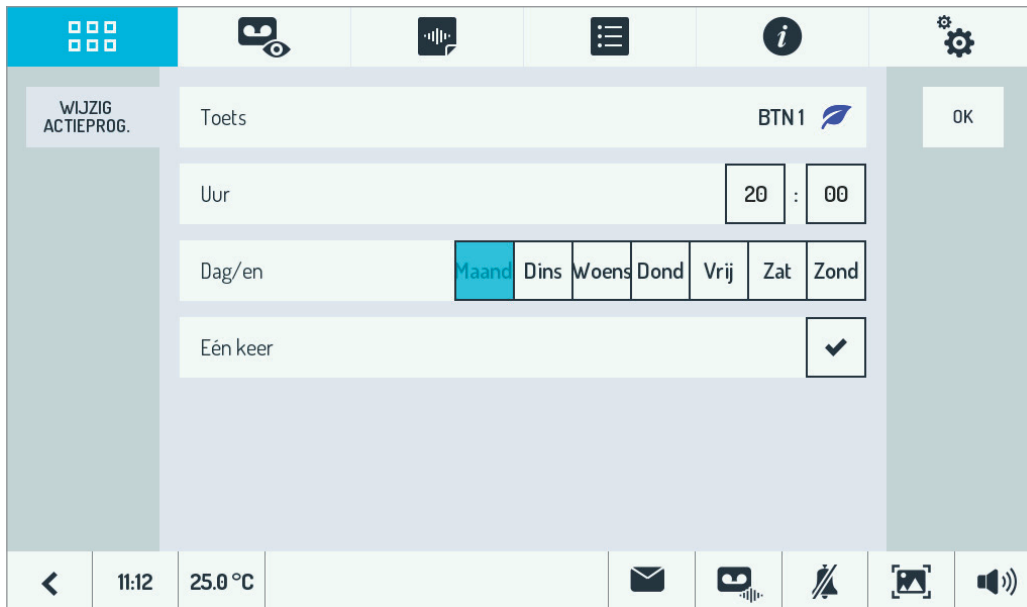 WIJZIG
ACTIEPROG.
Toets
BTN 1
OK
Uur
20 : 00
Dag/en
Maand Dins Woens Dond Vrij Zat Zond
Eén keer
11:12
25.0 °C